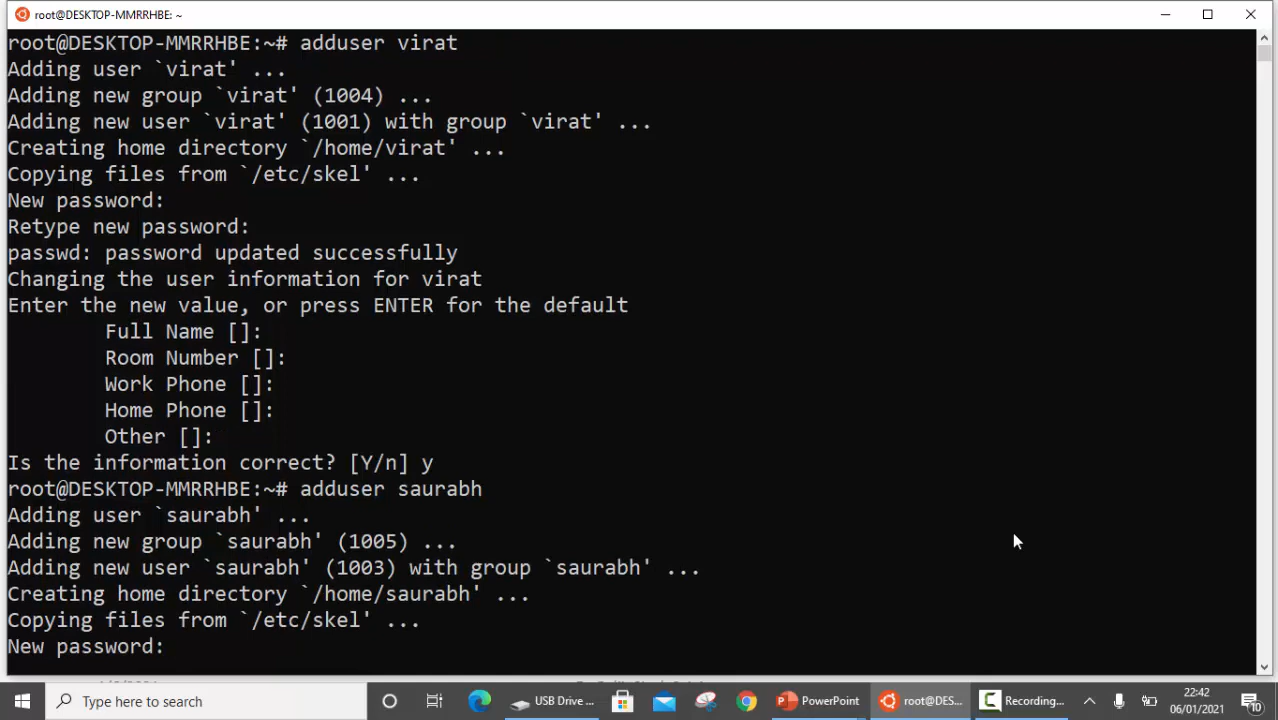 root@DESKTOP-MMRRHBE: ~
root@DESKTOP-MMRRHBE:~# adduser virat
Adding user `virat' ...
Adding new group `virat' (1004) ...
Adding new user `virat' (1001) with group `virat' ...
Creating home directory `/home/virat' ...
Copying files from `/etc/skel' ...
New password:
Retype new password:
passwd: password updated successfully
Changing the user information for virat
Enter the new value, or press ENTER for the default
Full Name []:
Room Number []:
Work Phone []:
Home Phone []:
Other []:
Is the information correct? [Y/n] y
root@DESKTOP-MMRRHBE:~# adduser saurabh
Adding user `saurabh' ...
Adding new group `saurabh' (1005) ...
Adding new user `saurabh' (1003) with group `saurabh' ...
Creating home directory `/home/saurabh' ...
Copying files from `/etc/skel' ...
New password:
Type here to search
USB Drive ...
PowerPoint
root@DES...
Recording...
22:42
06/01/2021
10